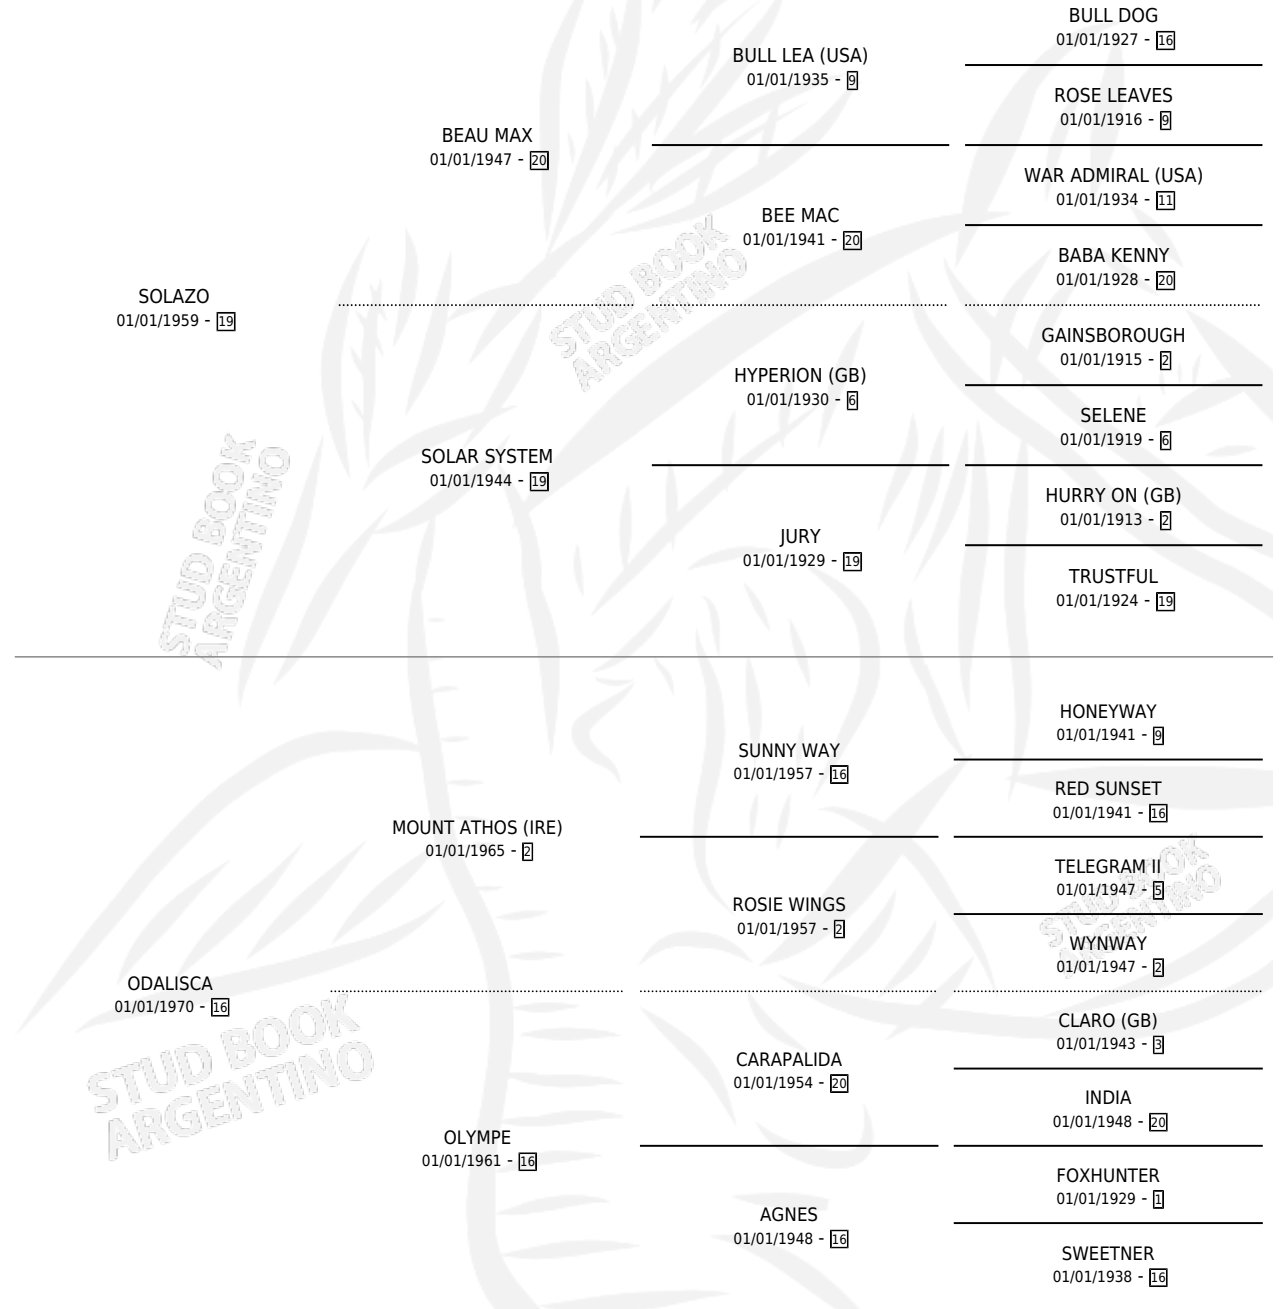 BULL DOG
01/01/1927 - 16
BULL LEA (USA)
01/01/1935 - 9
ROSE LEAVES
01/01/1916 - 9
BEAU MAX
01/01/1947 - 20
WAR ADMIRAL (USA)
01/01/1934 - 11
BEE MAC
01/01/1941 - 20
BABA KENNY
01/01/1928 - 20
SOLAZO
01/01/1959 - 19
STUD BOOK
ARGENTINO
GAINSBOROUGH
01/01/1915 - 2
HYPERION (GB)
01/01/1930 - 6
SELENE
01/01/1919 - 6
SOLAR SYSTEM
01/01/1944 - 19
HURRY ON (GB)
01/01/1913 - 2
JURY
01/01/1929 - 19
TRUSTFUL
01/01/1924 - 19
STUD BOOK
ARGENTINO
HONEYWAY
01/01/1941 - 9
SUNNY WAY
01/01/1957 - 16
RED SUNSET
01/01/1941 - 16
MOUNT ATHOS (IRE)
01/01/1965 - 2
TELEGRAM II
01/01/1947 - 5
ROSIE WINGS
01/01/1957 - 2
STUD BOOK
ARGENTINO
WYNWAY
01/01/1947 - 2
ODALISCA
01/01/1970 - 16
CLARO (GB)
01/01/1943 - 3
CARAPALIDA
01/01/1954 - 20
STUD BOOK
ARGENTINO
INDIA
01/01/1948 - 20
OLYMPE
01/01/1961 - 16
FOXHUNTER
01/01/1929 - 1
AGNES
01/01/1948 - 16
SWEETNER
01/01/1938 - 16